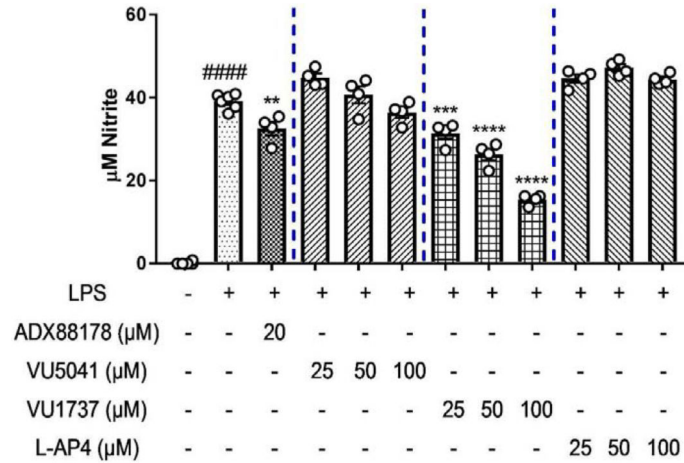 60
####
**
***
****
****
40
20
0
µM Nitrite
LPS - + + + + + + + + + + +
ADX88178 (µM) - - 20 - - - - - - - - -
VU5041 (µM) - - - 25 50 100 - - - - - -
VU1737 (µM) - - - - - - 25 50 100 - - -
L-AP4 (µM) - - - - - - - - - 25 50 100